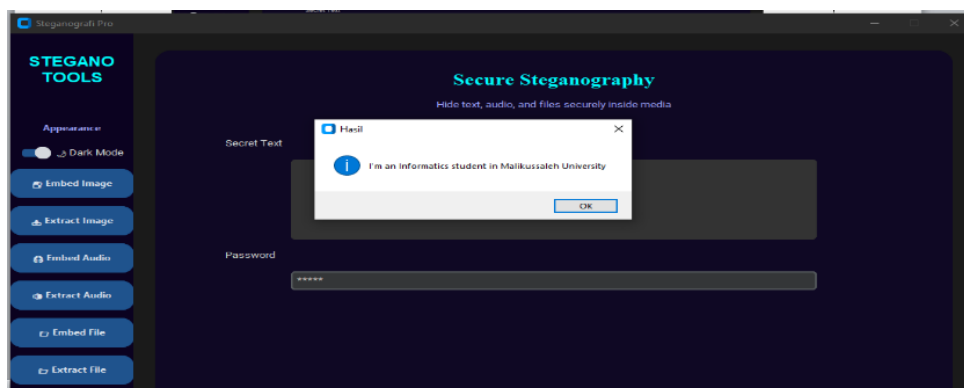 Steganografi Pro
STEGANO
TOOLS
Secure Steganography
Hide text, audio, and files securely inside media
Appearance
Dark Mode
Secret Text
Hasil
I'm an Informatics student in Malikussaleh University
OK
Embed Image
Extract Image
Embed Audio
Extract Audio
Embed File
Extract File
Password
*****